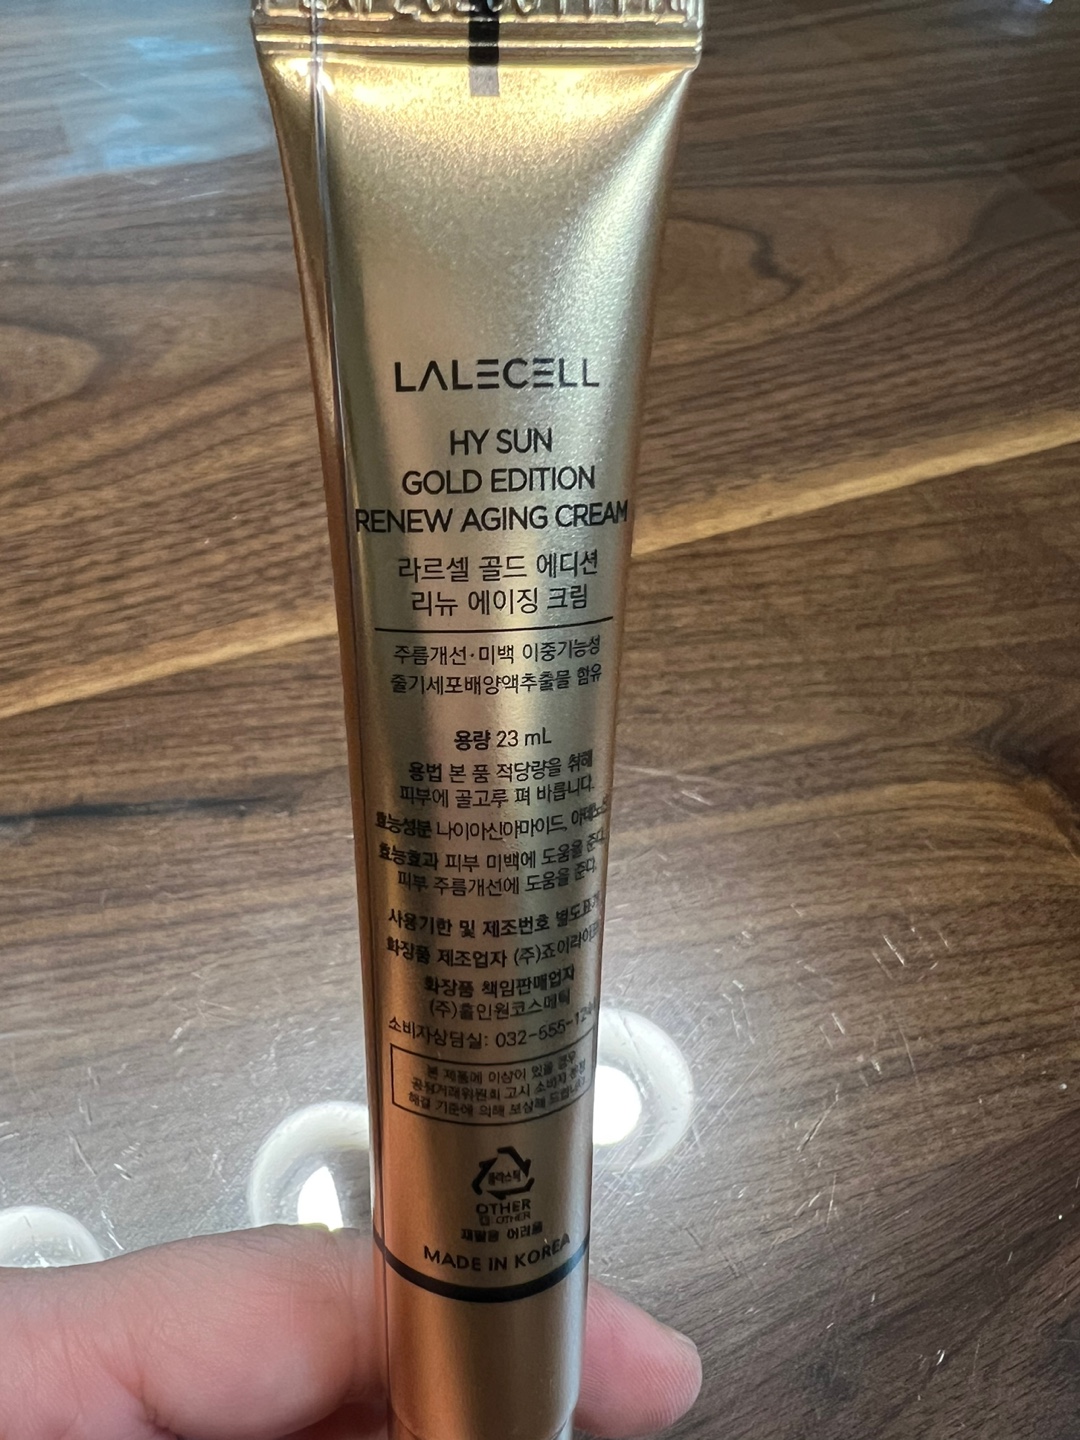 LALECELL
HY SUN
GOLD EDITION
RENEW AGING CREAM
라르셀 골드 에디션
리뉴 에이징 크림
주름개선·미백 이중기능성
줄기세포배양액추출물 함유
용량 23 mL
용법 본 품 적당량을 취해
피부에 골고루 펴 바릅니다.
효능성분 나이아신아마이드,
효능효과 피부 미백에 도움을 준다.
피부 주름개선에 도움을 준다.
사용기한 및 제조번호
화장품 제조업자
화장품 책임판매업자
(주)홀인원코스메틱
소비자상담실: 032-555-
본 제품에 이상이 있을 경우
공정거래위원회 고시 소비자
해결 기준에 의해 보상해 드립니다.
플라스틱
OTHER
OTHER
재활용 어려움
MADE IN KOREA